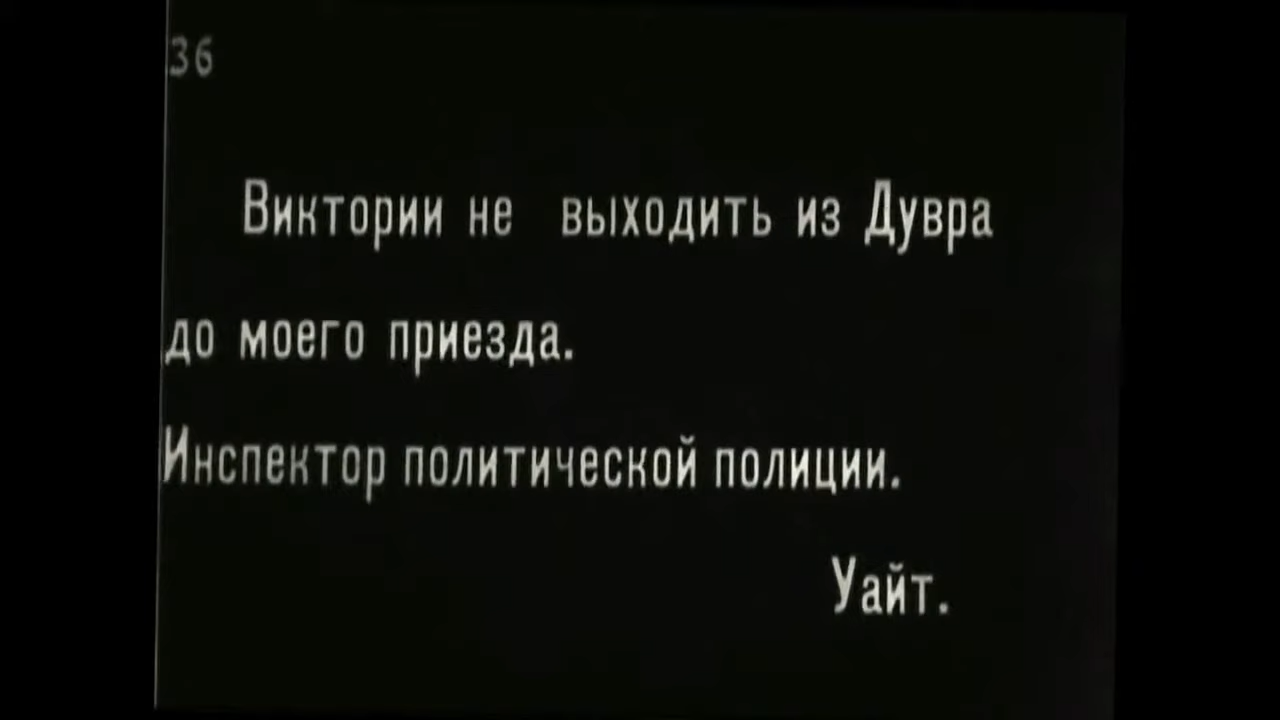 36
Виктории не выходить из Дувра
до моего приезда.
Инспектор политической полиции.
Уайт.